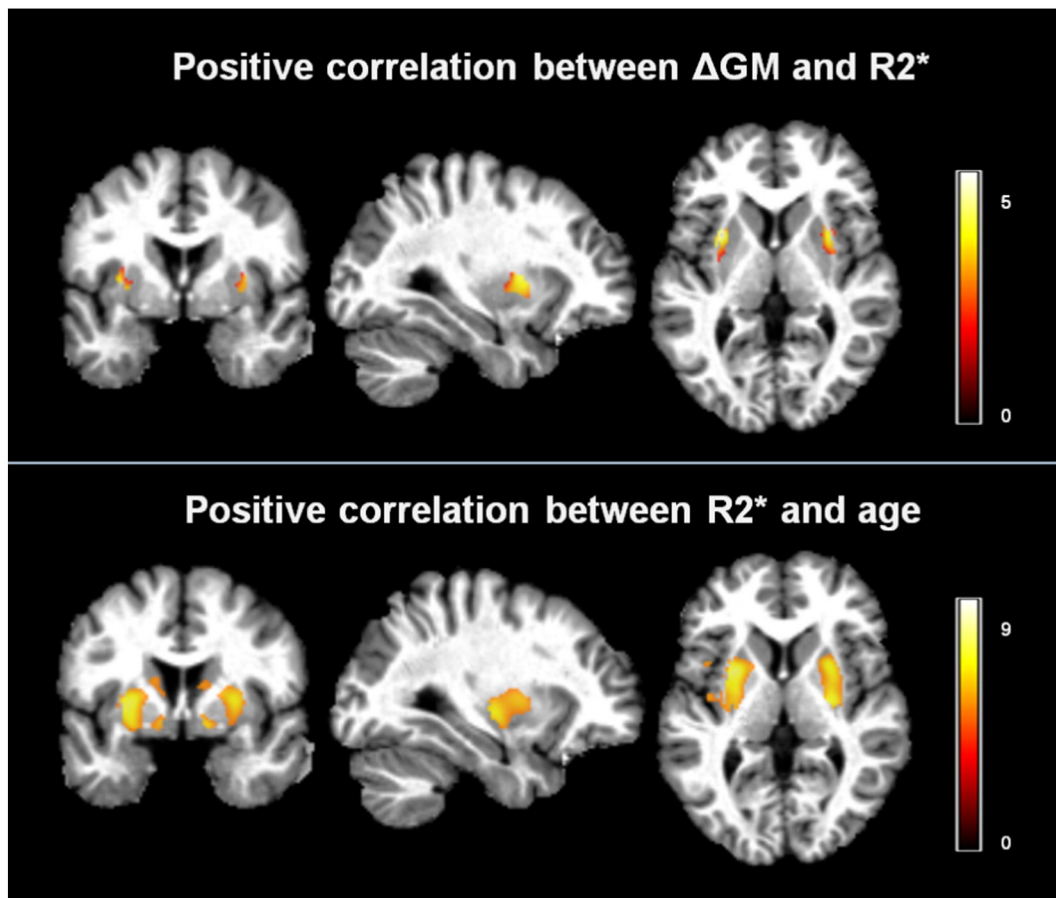 Positive correlation between ΔGM and R2*
5
0
Positive correlation between R2* and age
9
0